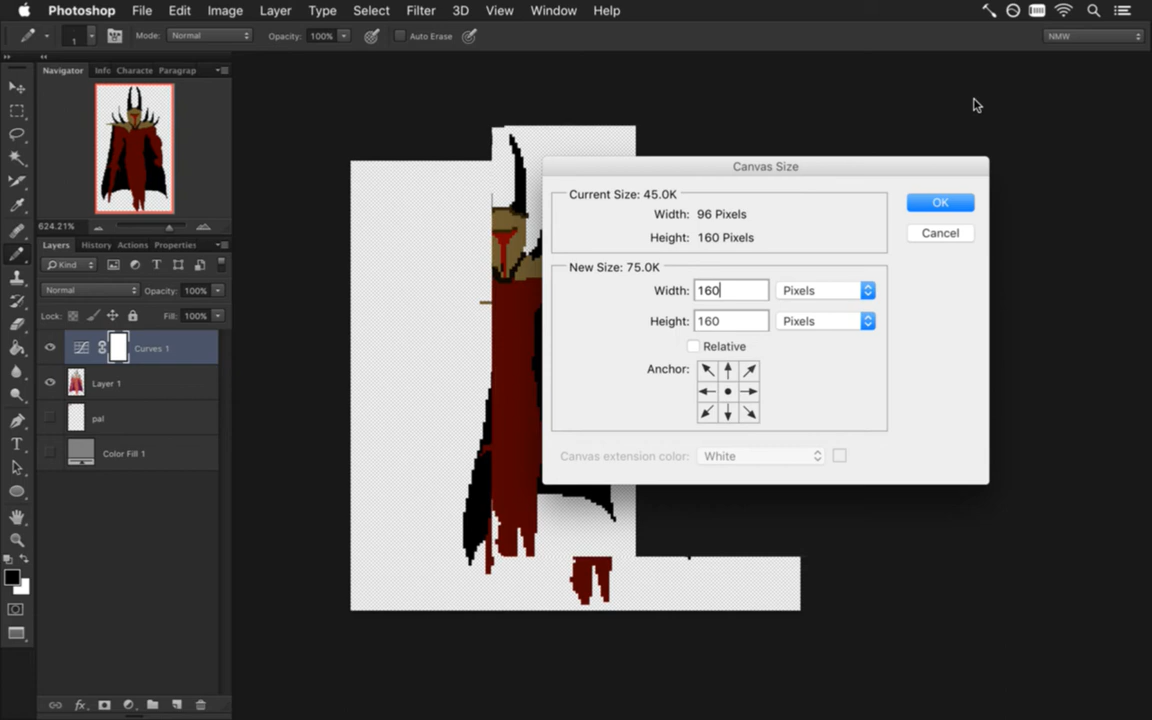 Photoshop File Edit Image Layer Type Select Filter 3D View Window Help
1 Mode: Normal Opacity: 100% Auto Erase NMW
Navigator Info Characte Paragrap
624.21%
Layers History Actions Properties
Kind
Normal Opacity: 100%
Lock: Fill: 100%
Curves 1
Layer 1
pal
Color Fill 1
Canvas Size
Current Size: 45.0K
Width: 96 Pixels
Height: 160 Pixels
OK
Cancel
New Size: 75.0K
Width: 160 Pixels
Height: 160 Pixels
Relative
Anchor:
Canvas extension color: White